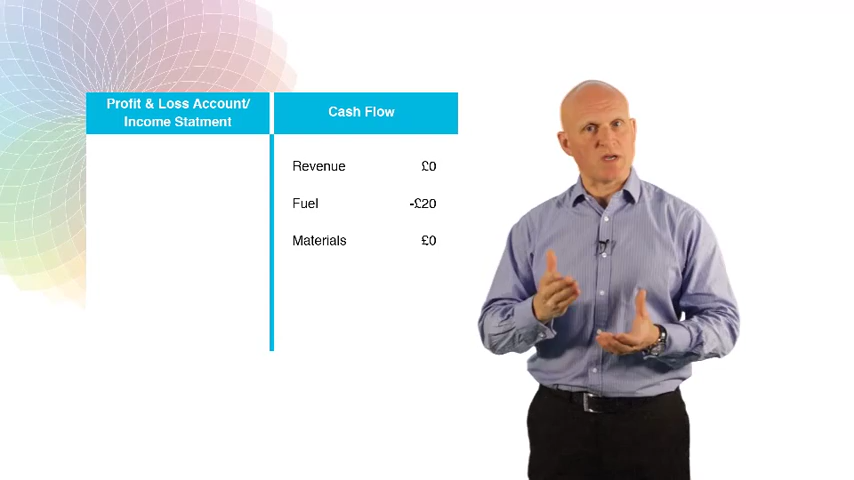 Profit & Loss Account/
Income Statment
Cash Flow
Revenue £0
Fuel -£20
Materials £0